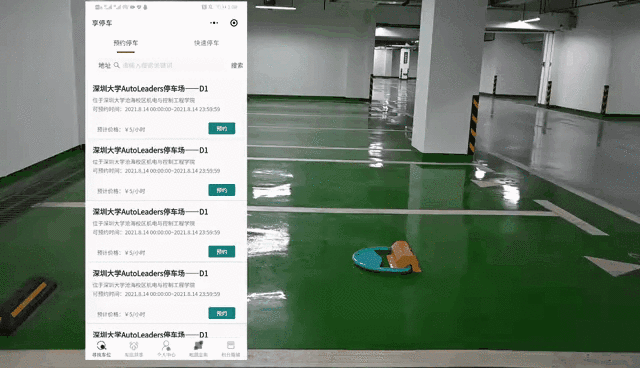 享停车
预约停车
快速停车
地址
请输入搜索关键词
搜索
深圳大学AutoLeaders停车场——D1
位于深圳大学沧海校区机电与控制工程学院
可预约时间：2021.8.14 00:00:00~2021.8.14 23:59:59
预计价格：￥5/小时
预约
深圳大学AutoLeaders停车场——D1
位于深圳大学沧海校区机电与控制工程学院
可预约时间：2021.8.14 00:00:00~2021.8.14 23:59:59
预计价格：￥5/小时
预约
深圳大学AutoLeaders停车场——D1
位于深圳大学沧海校区机电与控制工程学院
可预约时间：2021.8.14 00:00:00~2021.8.14 23:59:59
预计价格：￥5/小时
预约
深圳大学AutoLeaders停车场——D1
位于深圳大学沧海校区机电与控制工程学院
可预约时间：2021.8.14 00:00:00~2021.8.14 23:59:59
预计价格：￥5/小时
预约
深圳大学AutoLeaders停车场——D1
个人中心